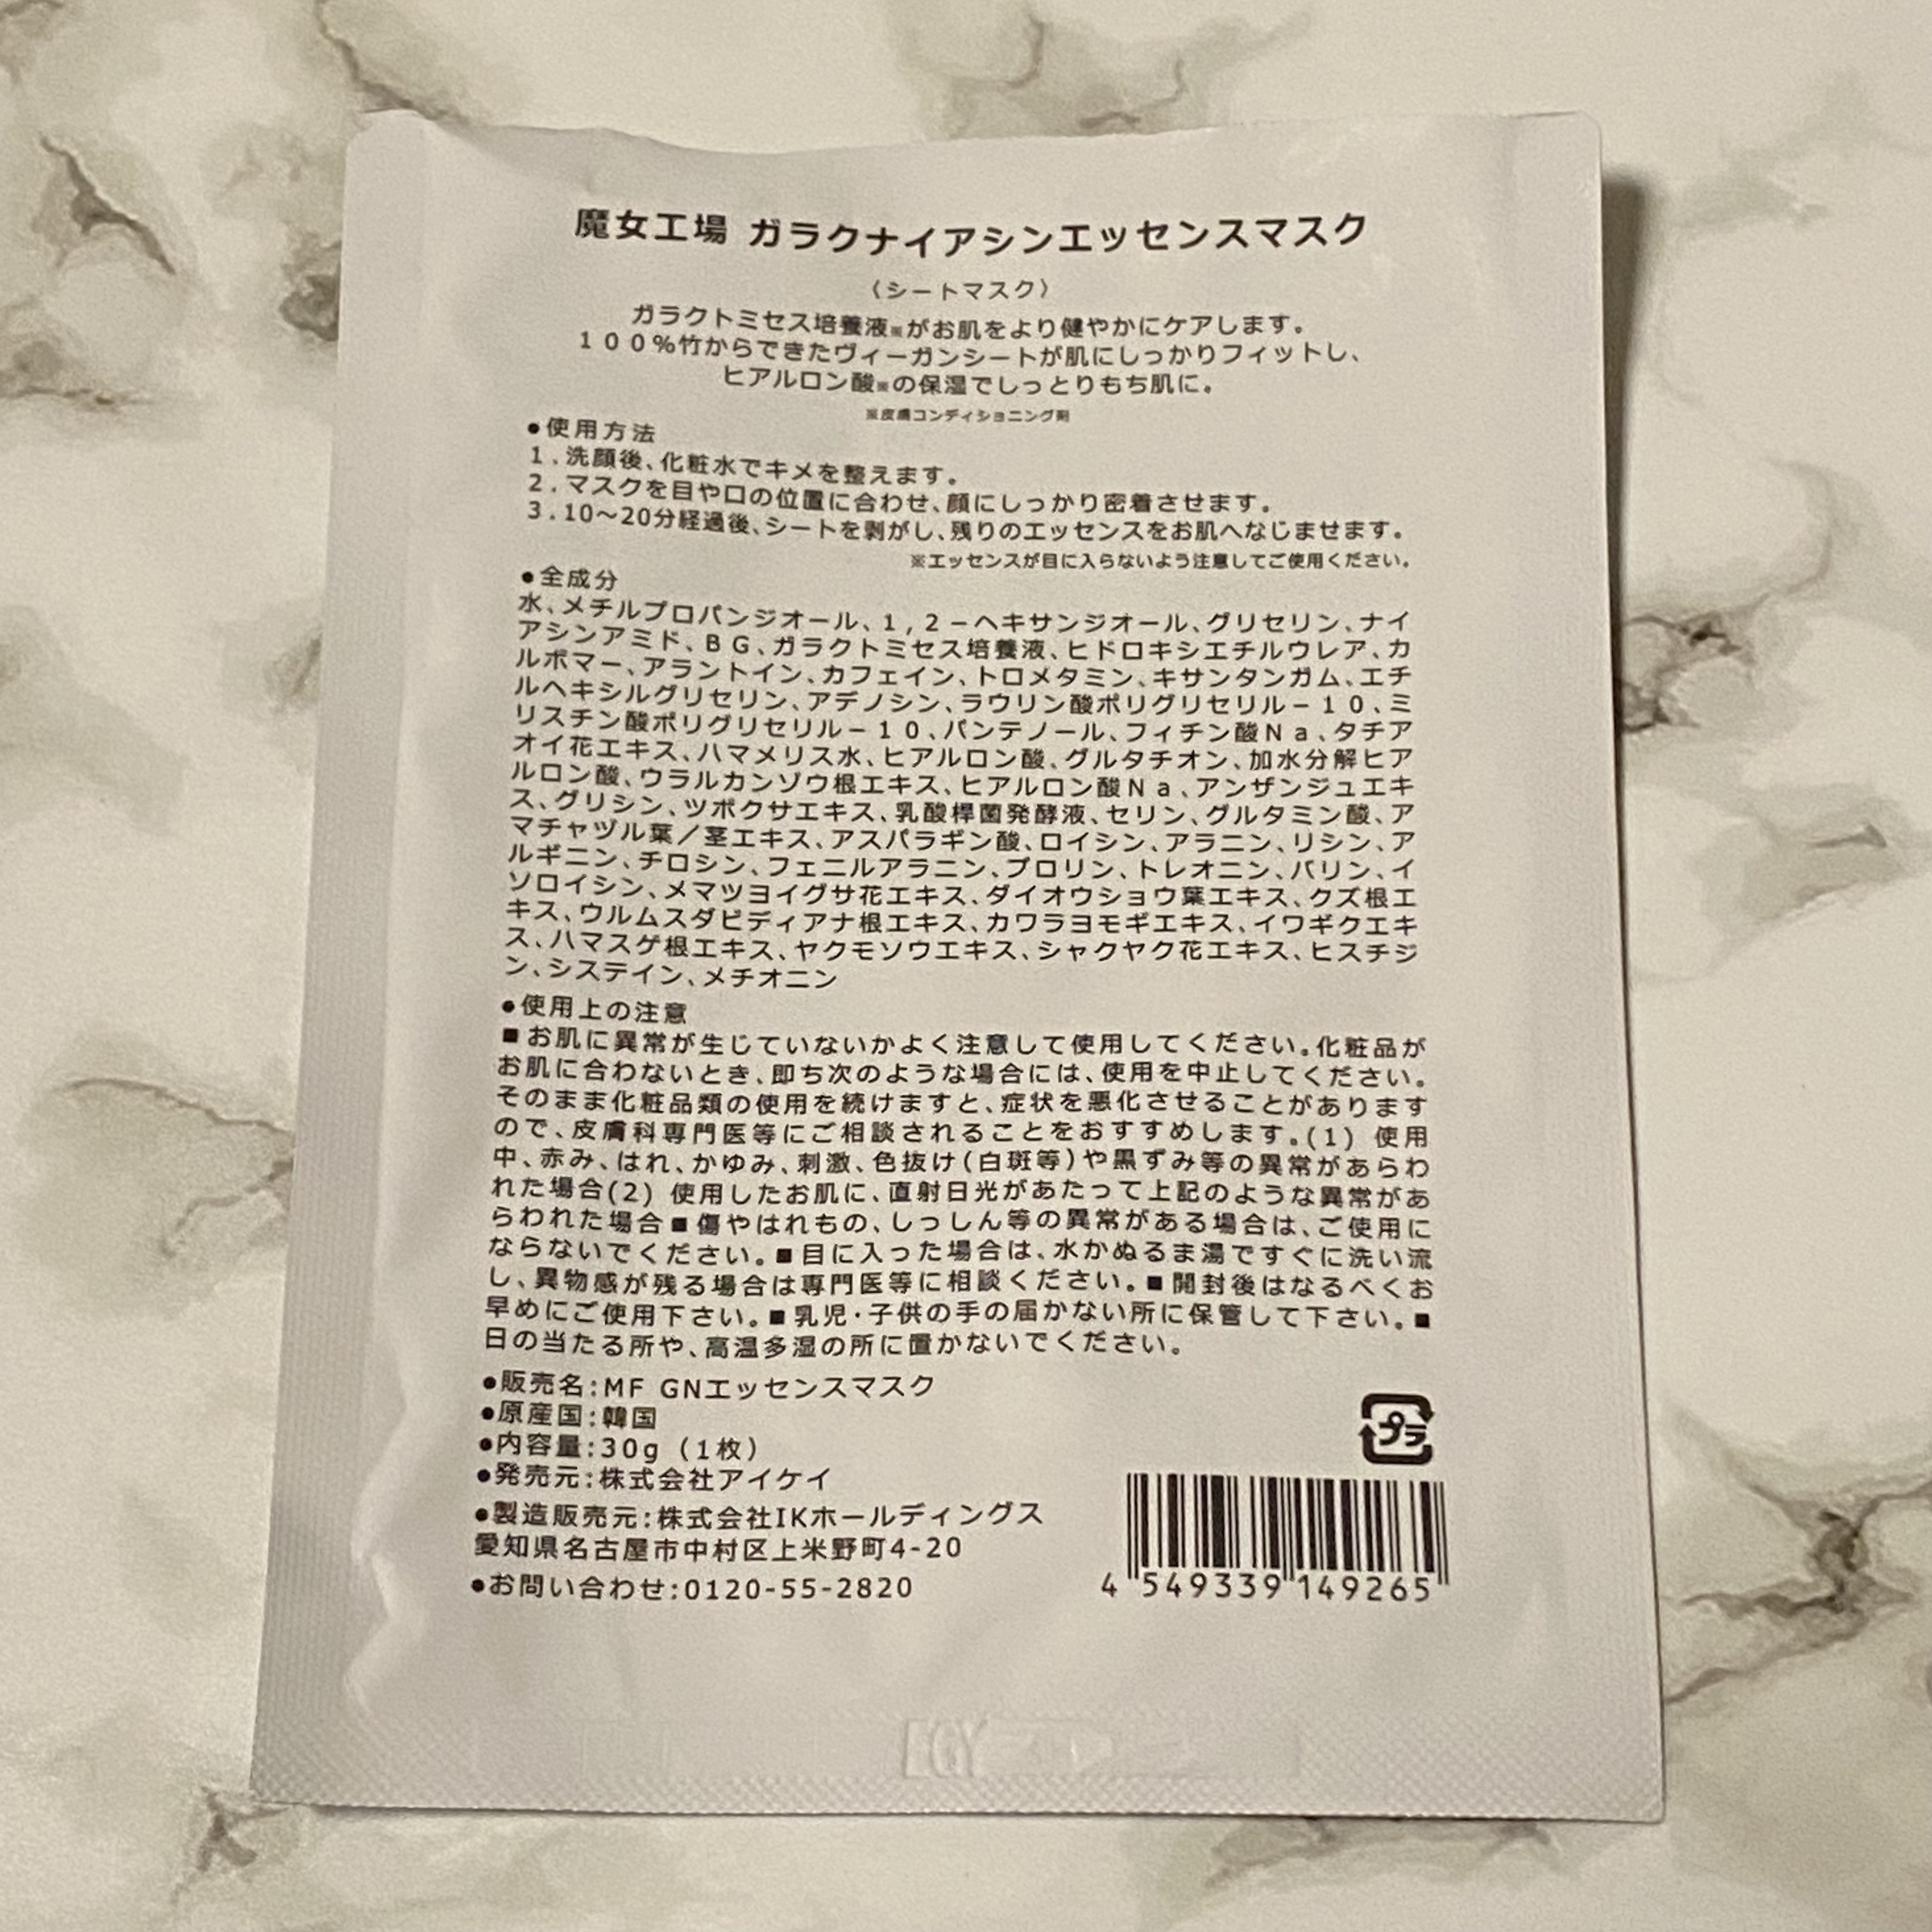 魔女工場 ガラクナイアシンエッセンスマスク
〈シートマスク〉
ガラクトミセス培養液※がお肌をより健やかにケアします。
１００％竹からできたヴィーガンシートが肌にしっかりフィットし、
ヒアルロン酸※の保湿でしっとりもち肌に。
※皮膚コンディショニング剤
●使用方法
1.洗顔後、化粧水でキメを整えます。
2.マスクを目や口の位置に合わせ、顔にしっかり密着させます。
3.10～20分経過後、シートを剥がし、残りのエッセンスをお肌へなじませます。
※エッセンスが目に入らないよう注意してご使用ください。
●全成分
水、メチルプロパンジオール、１，２－ヘキサンジオール、グリセリン、ナイ
アシンアミド、ＢＧ、ガラクトミセス培養液、ヒドロキシエチルウレア、カ
ルボマー、アラントイン、カフェイン、トロメタミン、キサンタンガム、エチ
ルヘキシルグリセリン、アデノシン、ラウリン酸ポリグリセリル－１０、ミ
リスチン酸ポリグリセリル－１０、パンテノール、フィチン酸Ｎａ、タチア
オイ花エキス、ハマメリス水、ヒアルロン酸、グルタチオン、加水分解ヒア
ルロン酸、ウラルカンゾウ根エキス、ヒアルロン酸Ｎａ、アンザンジュエキ
ス、グリシン、ツボクサエキス、乳酸桿菌発酵液、セリン、グルタミン酸、ア
マチャヅル葉／茎エキス、アスパラギン酸、ロイシン、アラニン、リシン、ア
ルギニン、チロシン、フェニルアラニン、プロリン、トレオニン、バリン、イ
ソロイシン、メマツヨイグサ花エキス、ダイオウショウ葉エキス、クズ根エ
キス、ウルムスダビディアナ根エキス、カワラヨモギエキス、イワギクエキ
ス、ハマスゲ根エキス、ヤクモソウエキス、シャクヤク花エキス、ヒスチジ
ン、システイン、メチオニン
●使用上の注意
■お肌に異常が生じていないかよく注意して使用してください。化粧品が
お肌に合わないとき、即ち次のような場合には、使用を中止してください。
そのまま化粧品類の使用を続けますと、症状を悪化させることがあります
ので、皮膚科専門医等にご相談されることをおすすめします。(1) 使用
中、赤み、はれ、かゆみ、刺激、色抜け(白斑等)や黒ずみ等の異常があらわ
れた場合(2) 使用したお肌に、直射日光があたって上記のような異常があ
らわれた場合■傷やはれもの、しっしん等の異常がある場合は、ご使用に
ならないでください。■目に入った場合は、水かぬるま湯ですぐに洗い流
し、異物感が残る場合は専門医等に相談ください。■開封後はなるべくお
早めにご使用下さい。■乳児・子供の手の届かない所に保管して下さい。■
日の当たる所や、高温多湿の所に置かないでください。
●販売名:MF GNエッセンスマスク
●原産国:韓国
●内容量:30g（1枚）
●発売元:株式会社アイケイ
●製造販売元:株式会社IKホールディングス
愛知県名古屋市中村区上米野町4-20
●お問い合わせ:0120-55-2820
プラ
4 549339 149265